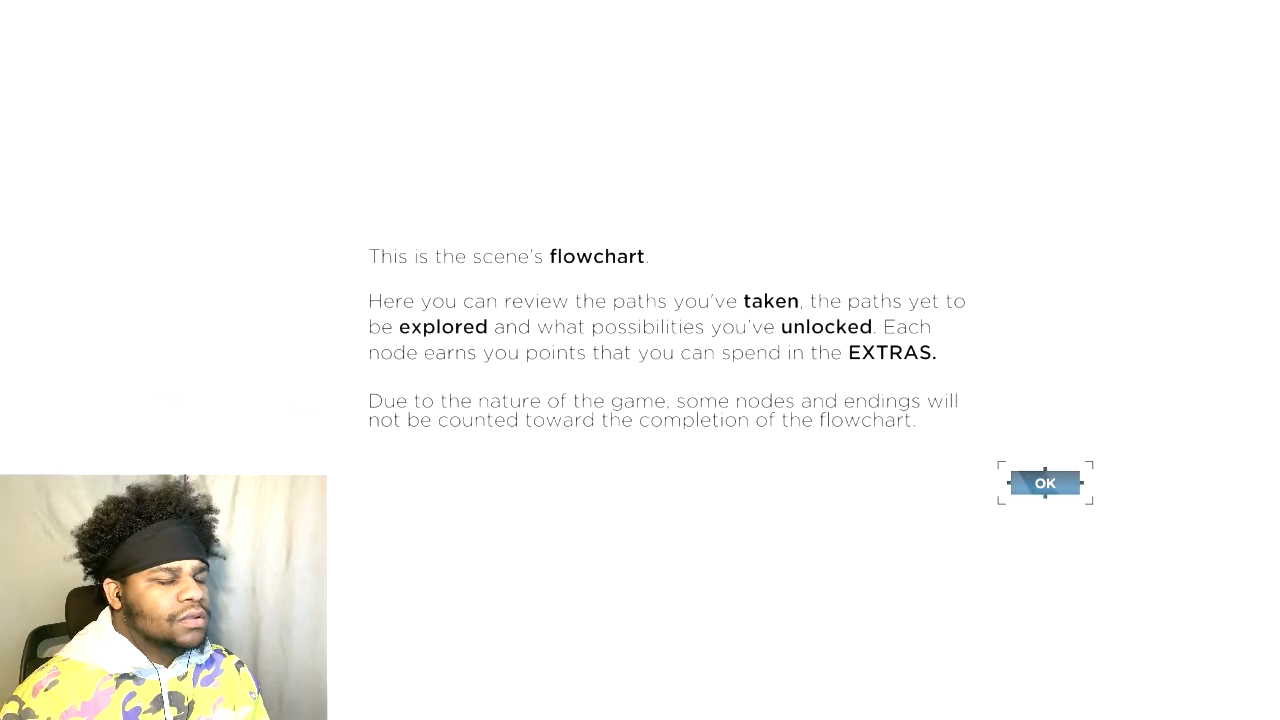 This is the scene's flowchart.
Here you can review the paths you've taken, the paths yet to
be explored and what possibilities you've unlocked. Each
node earns you points that you can spend in the EXTRAS.
Due to the nature of the game, some nodes and endings will
not be counted toward the completion of the flowchart.
OK